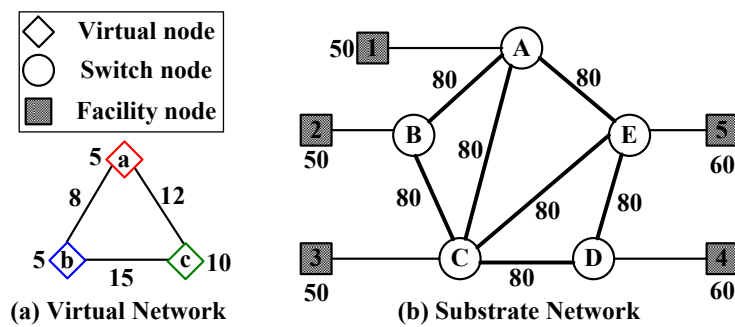 Virtual node
Switch node
Facility node
5 a
8 12
5 b c 10
15
(a) Virtual Network
50 1 A
80 80
2 B E 5
50 80 60
80 80 80
3 C D 4
50 80 60
(b) Substrate Network